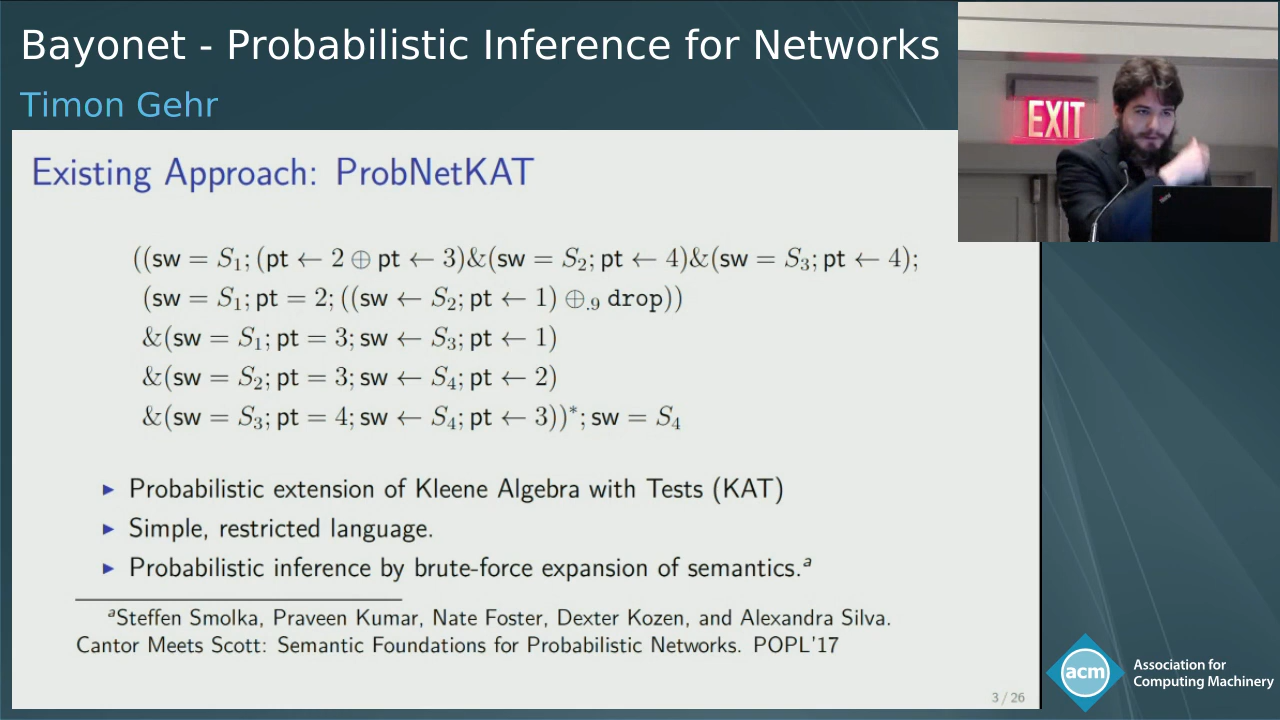 Bayonet - Probabilistic Inference for Networks
Timon Gehr
EXIT
Existing Approach: ProbNetKAT
((sw = S₁; (pt ← 2 ⊕ pt ← 3)&(sw = S₂; pt ← 4)&(sw = S₃; pt ← 4);
(sw = S₁; pt = 2; ((sw ← S₂; pt ← 1) ⊕.₉ drop))
&(sw = S₁; pt = 3; sw ← S₃; pt ← 1)
&(sw = S₂; pt = 3; sw ← S₄; pt ← 2)
&(sw = S₃; pt = 4; sw ← S₄; pt ← 3))*; sw = S₄
▸ Probabilistic extension of Kleene Algebra with Tests (KAT)
▸ Simple, restricted language.
▸ Probabilistic inference by brute-force expansion of semantics.ᵃ
ᵃSteffen Smolka, Praveen Kumar, Nate Foster, Dexter Kozen, and Alexandra Silva.
Cantor Meets Scott: Semantic Foundations for Probabilistic Networks. POPL'17
3 / 26
acm
Association for
Computing Machinery